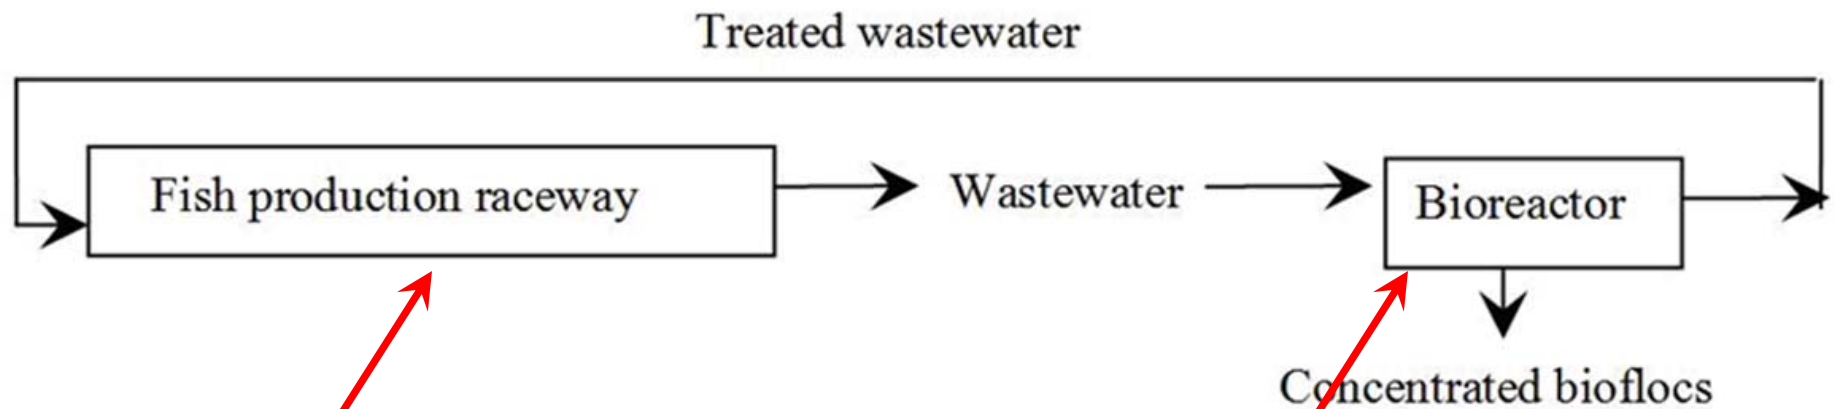 Treated wastewater
Fish production raceway
Wastewater
Bioreactor
Concentrated bioflocs